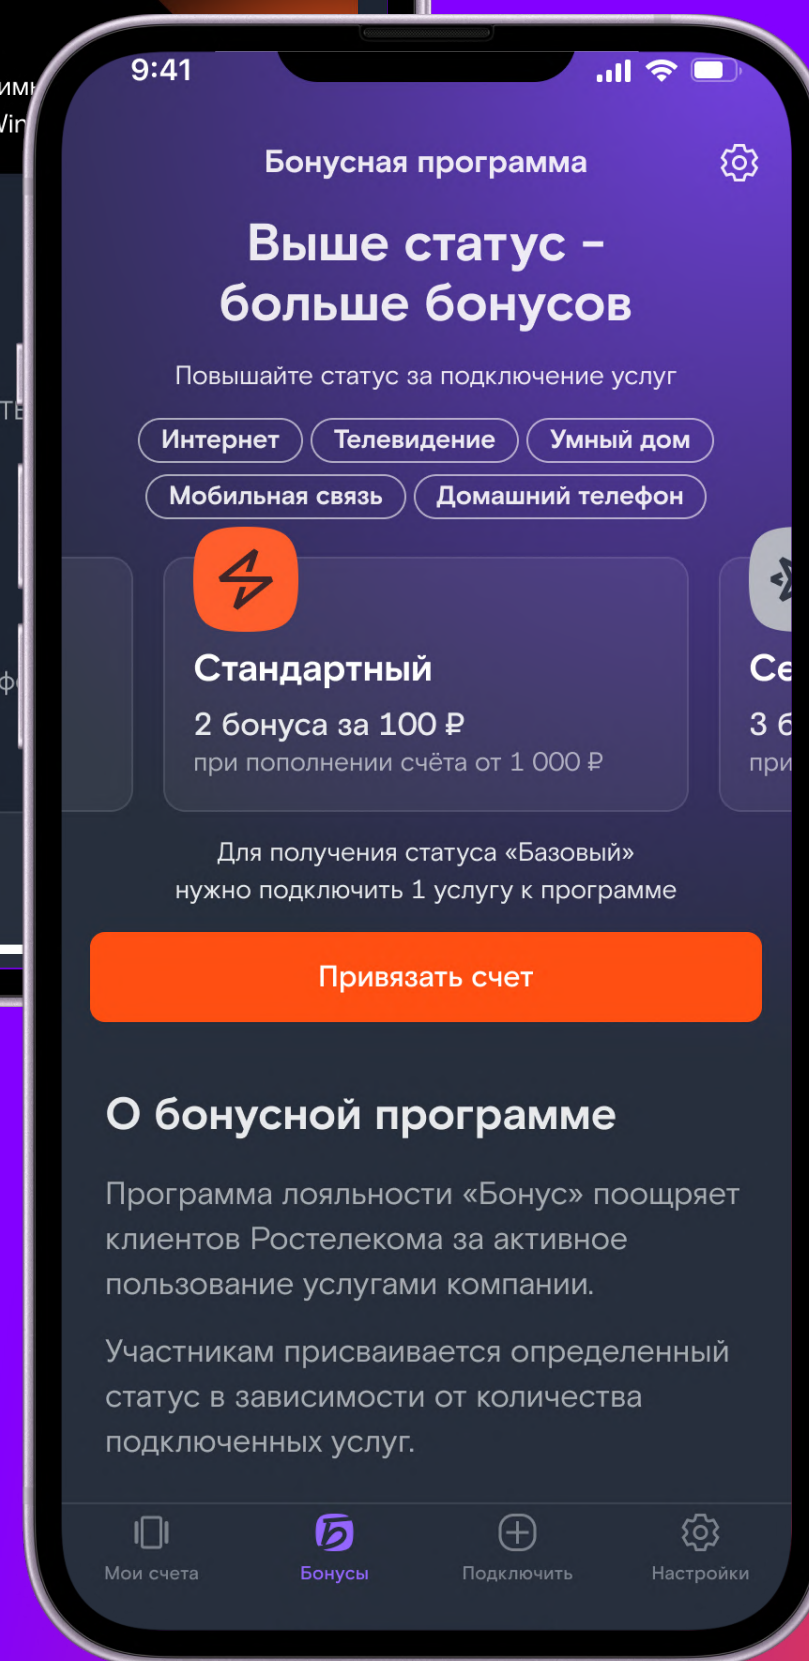 9:41
Бонусная программа
Выше статус -
больше бонусов
Повышайте статус за подключение услуг
Интернет
Телевидение
Умный дом
Мобильная связь
Домашний телефон
Стандартный
2 бонуса за 100 ₽
при пополнении счёта от 1 000 ₽
Для получения статуса «Базовый»
нужно подключить 1 услугу к программе
Привязать счет
О бонусной программе
Программа лояльности «Бонус» поощряет
клиентов Ростелекома за активное
пользование услугами компании.
Участникам присваивается определенный
статус в зависимости от количества
подключенных услуг.
Мои счета
Бонусы
Подключить
Настройки